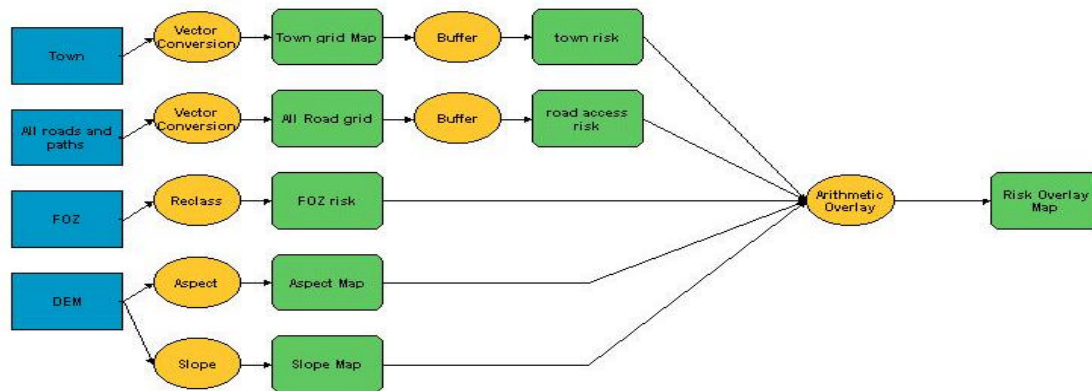 Town
Vector
Conversion
Town grid Map
Buffer
town risk
All roads and
paths
Vector
Conversion
All Road grid
Buffer
road access
risk
FOZ
Reclass
FOZ risk
Arithmetic
Overlay
Risk Overlay
Map
DEM
Aspect
Aspect Map
Slope
Slope Map